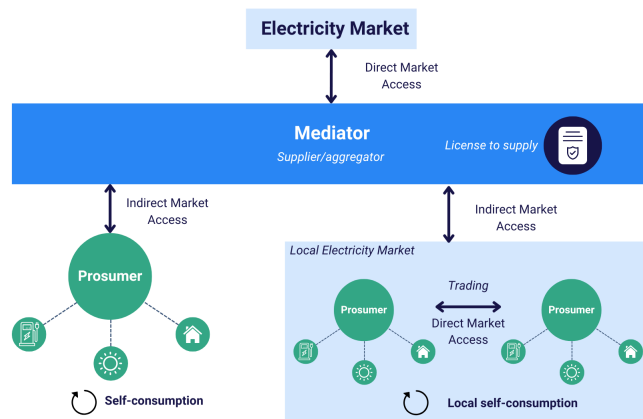 Electricity Market
Direct Market
Access
Mediator
Supplier/aggregator
License to supply
Indirect Market
Access
Indirect Market
Access
Prosumer
Self-consumption
Local Electricity Market
Prosumer
Trading
Direct Market
Access
Prosumer
Local self-consumption